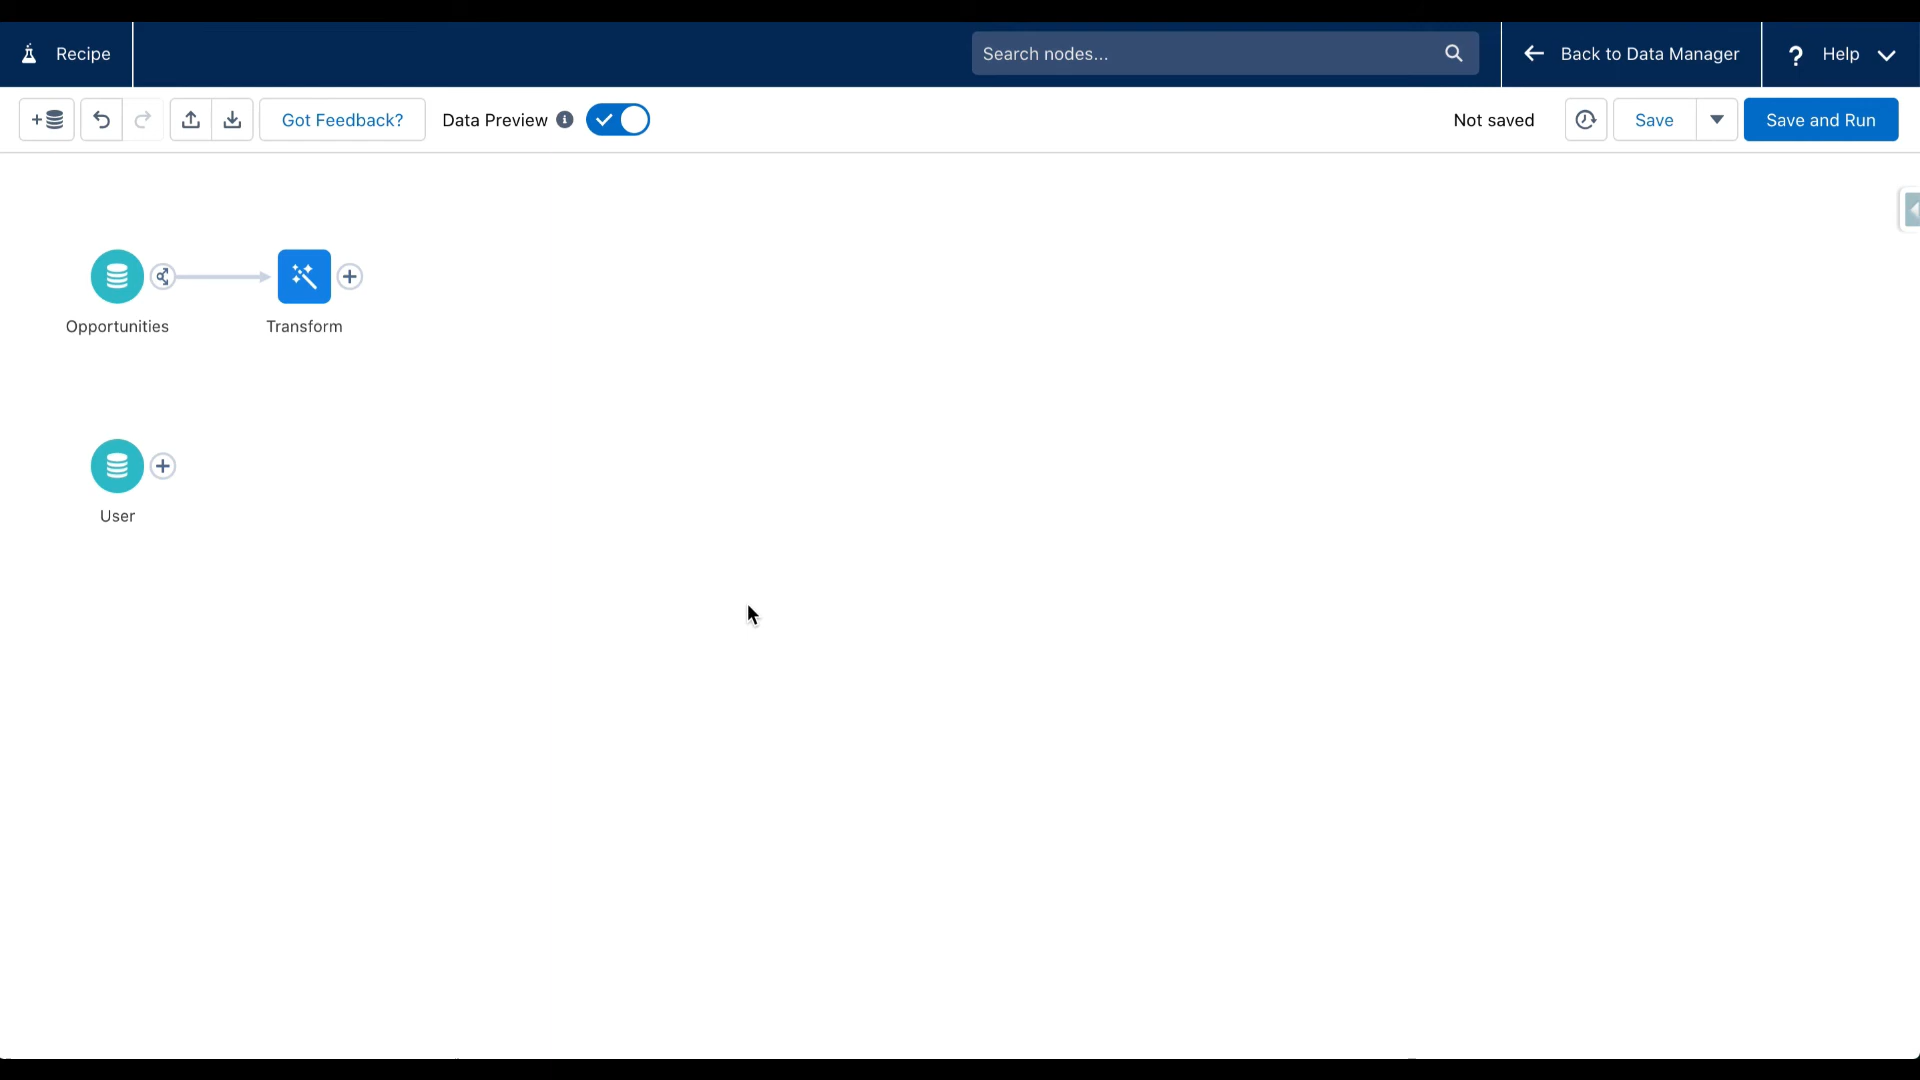 Recipe
Search nodes...
Back to Data Manager
? Help
Got Feedback?
Data Preview
Not saved
Save
Save and Run
Opportunities
Transform
User